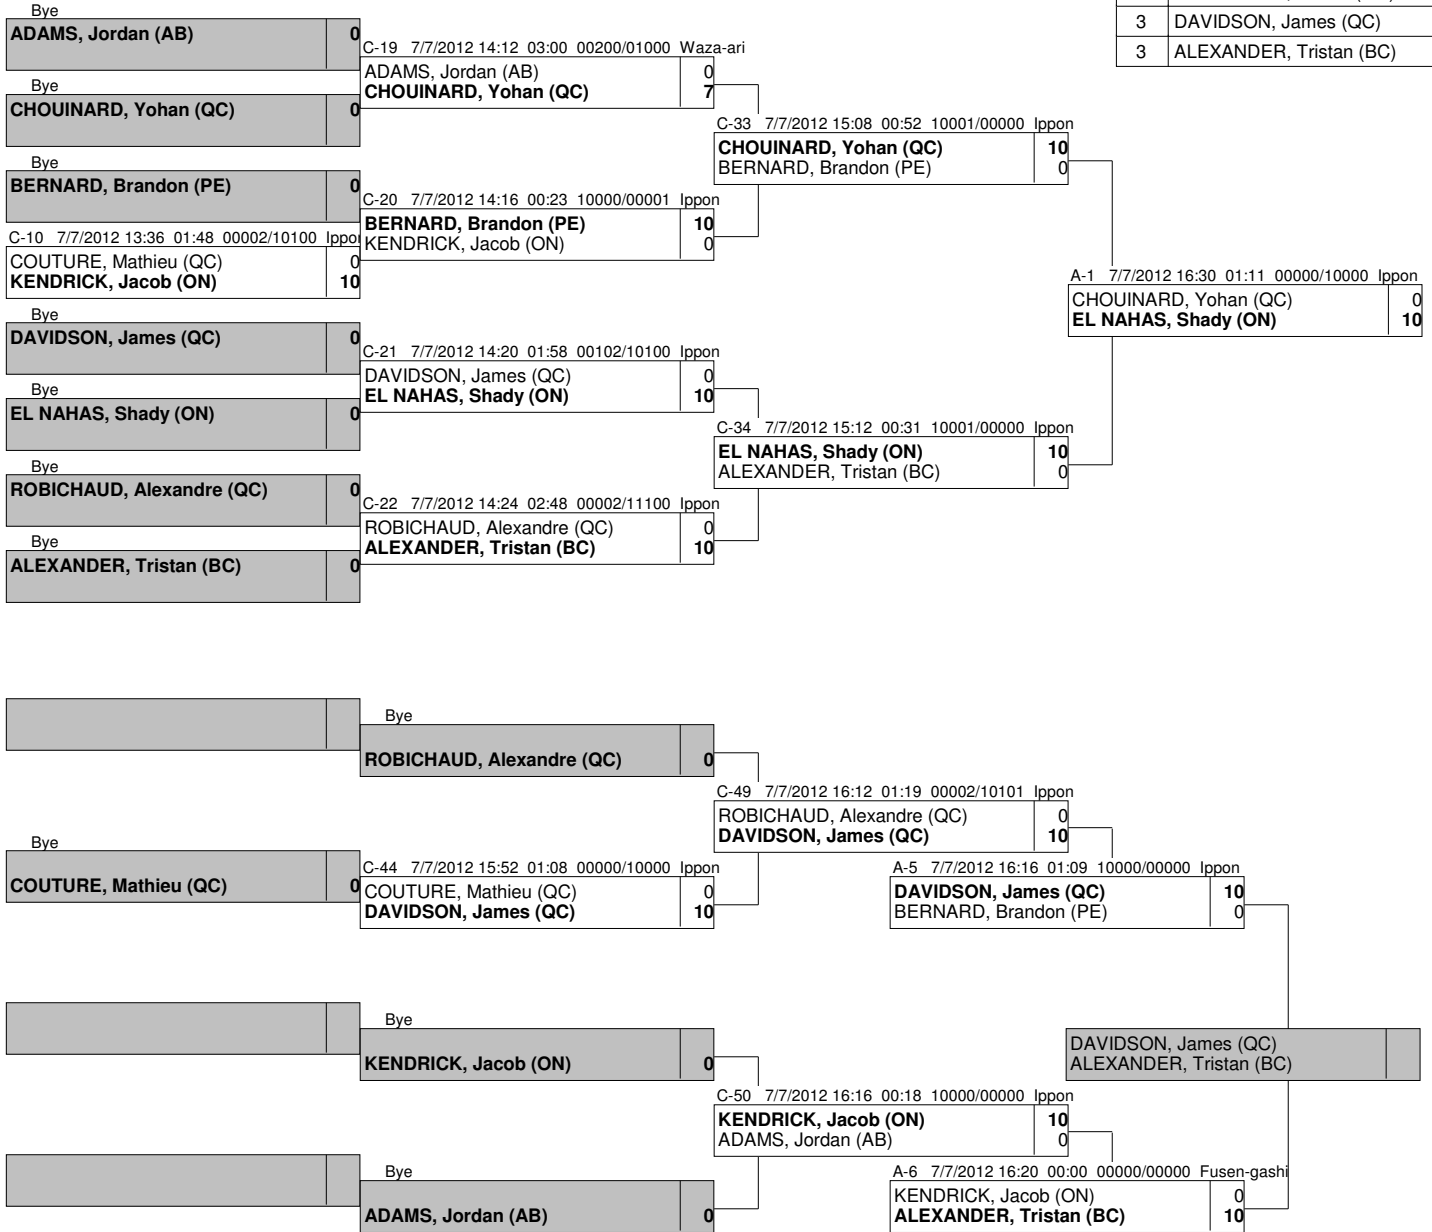 3 DAVIDSON, James (QC)
3 ALEXANDER, Tristan (BC)
Bye
ADAMS, Jordan (AB) 0
Bye
CHOUINARD, Yohan (QC) 0
Bye
BERNARD, Brandon (PE) 0
C-10 7/7/2012 13:36 01:48 00002/10100 Ippon
COUTURE, Mathieu (QC) 0
KENDRICK, Jacob (ON) 10
Bye
DAVIDSON, James (QC) 0
Bye
EL NAHAS, Shady (ON) 0
Bye
ROBICHAUD, Alexandre (QC) 0
Bye
ALEXANDER, Tristan (BC) 0
C-19 7/7/2012 14:12 03:00 00200/01000 Waza-ari
ADAMS, Jordan (AB) 0
CHOUINARD, Yohan (QC) 7
C-20 7/7/2012 14:16 00:23 10000/00001 Ippon
BERNARD, Brandon (PE) 10
KENDRICK, Jacob (ON) 0
C-21 7/7/2012 14:20 01:58 00102/10100 Ippon
DAVIDSON, James (QC) 0
EL NAHAS, Shady (ON) 10
C-22 7/7/2012 14:24 02:48 00002/11100 Ippon
ROBICHAUD, Alexandre (QC) 0
ALEXANDER, Tristan (BC) 10
C-33 7/7/2012 15:08 00:52 10001/00000 Ippon
CHOUINARD, Yohan (QC) 10
BERNARD, Brandon (PE) 0
C-34 7/7/2012 15:12 00:31 10001/00000 Ippon
EL NAHAS, Shady (ON) 10
ALEXANDER, Tristan (BC) 0
A-1 7/7/2012 16:30 01:11 00000/10000 Ippon
CHOUINARD, Yohan (QC) 0
EL NAHAS, Shady (ON) 10
Bye
ROBICHAUD, Alexandre (QC) 0
Bye
COUTURE, Mathieu (QC) 0
C-44 7/7/2012 15:52 01:08 00000/10000 Ippon
COUTURE, Mathieu (QC) 0
DAVIDSON, James (QC) 10
C-49 7/7/2012 16:12 01:19 00002/10101 Ippon
ROBICHAUD, Alexandre (QC) 0
DAVIDSON, James (QC) 10
A-5 7/7/2012 16:16 01:09 10000/00000 Ippon
DAVIDSON, James (QC) 10
BERNARD, Brandon (PE) 0
Bye
KENDRICK, Jacob (ON) 0
Bye
ADAMS, Jordan (AB) 0
C-50 7/7/2012 16:16 00:18 10000/00000 Ippon
KENDRICK, Jacob (ON) 10
ADAMS, Jordan (AB) 0
A-6 7/7/2012 16:20 00:00 00000/00000 Fusen-gashi
KENDRICK, Jacob (ON) 0
ALEXANDER, Tristan (BC) 10
DAVIDSON, James (QC)
ALEXANDER, Tristan (BC)